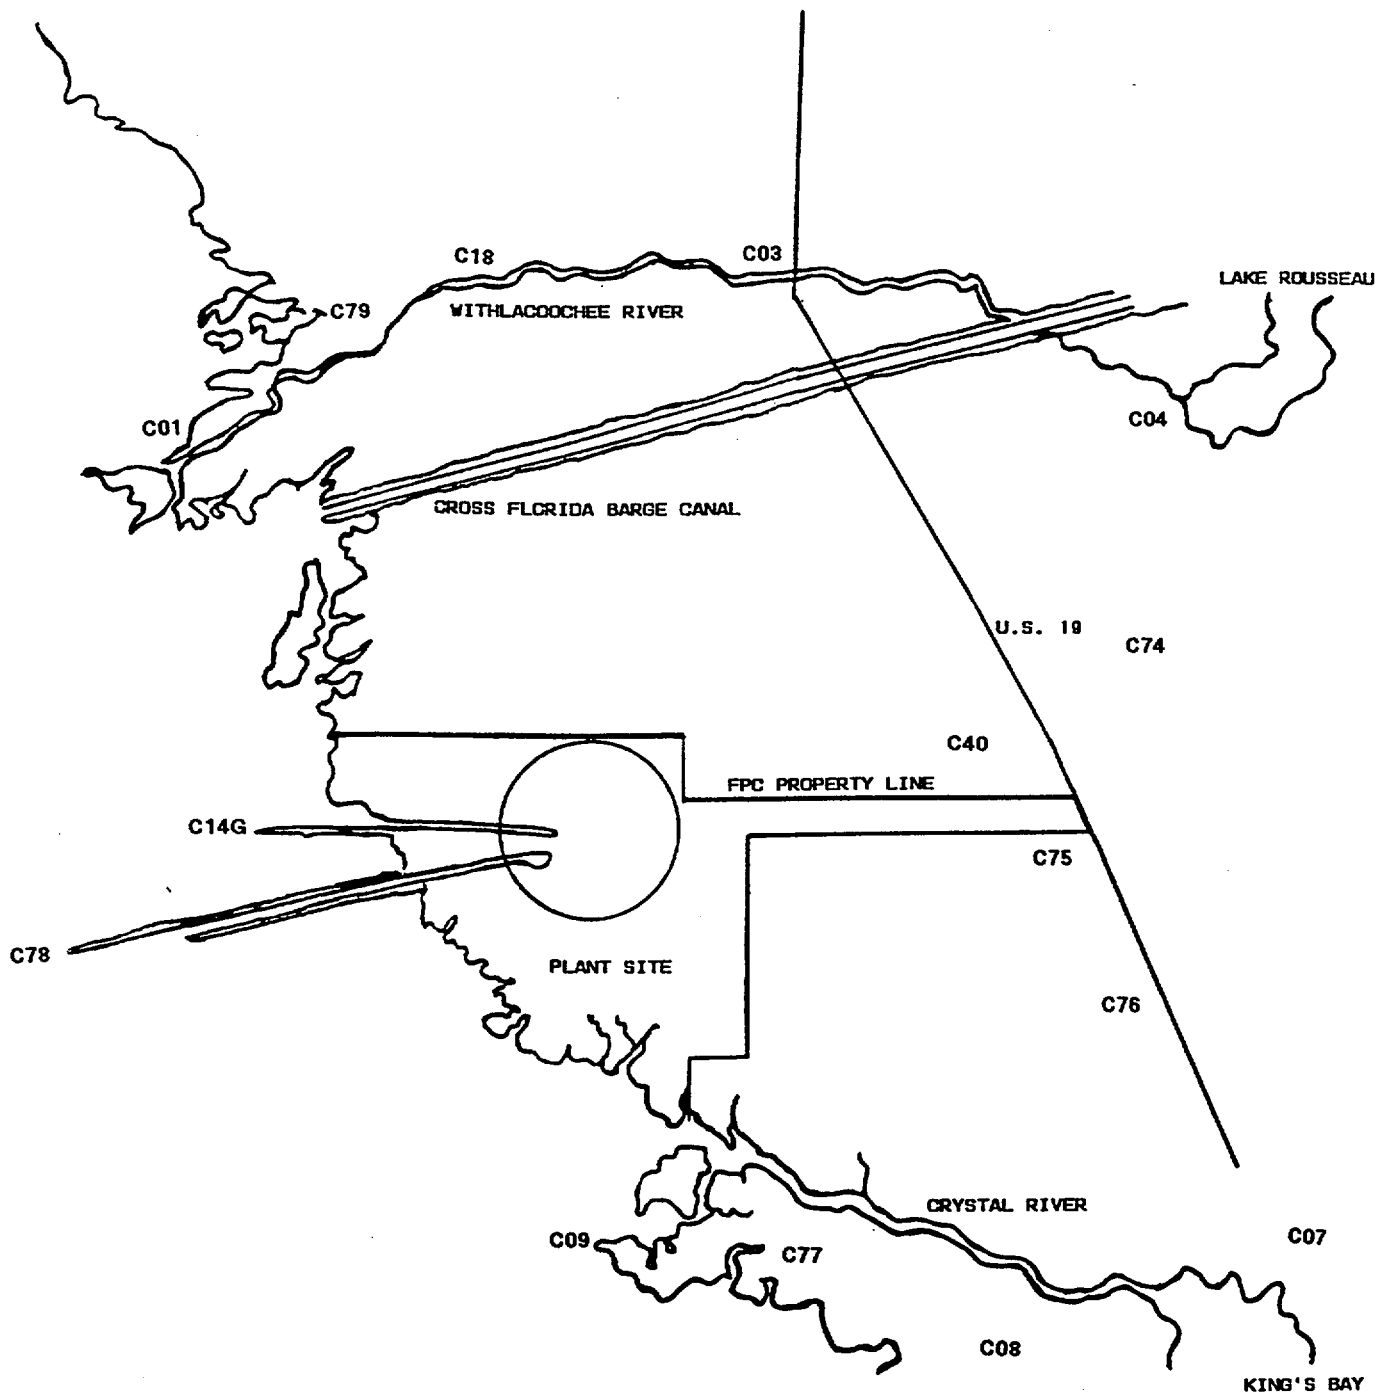 C18
C03
LAKE ROUSSEAU
C79
WITHLACOOCHEE RIVER
C01
C04
CROSS FLCRIDA BARGE CANAL
U.S. 19
C74
C40
FPC PROPERTY LINE
C14G
C75
C78
PLANT SITE
C76
CRYSTAL RIVER
C09
C77
C07
C08
KING'S BAY